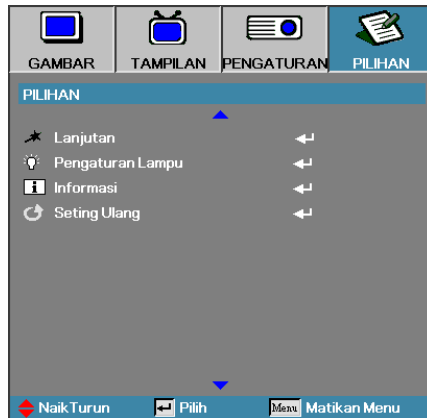 GAMBAR TAMPILAN PENGATURAN PILIHAN
PILIHAN
Lanjutan
Pengaturan Lampu
i Informasi
Seting Ulang
NaikTurun Pilih Menu Matikan Menu